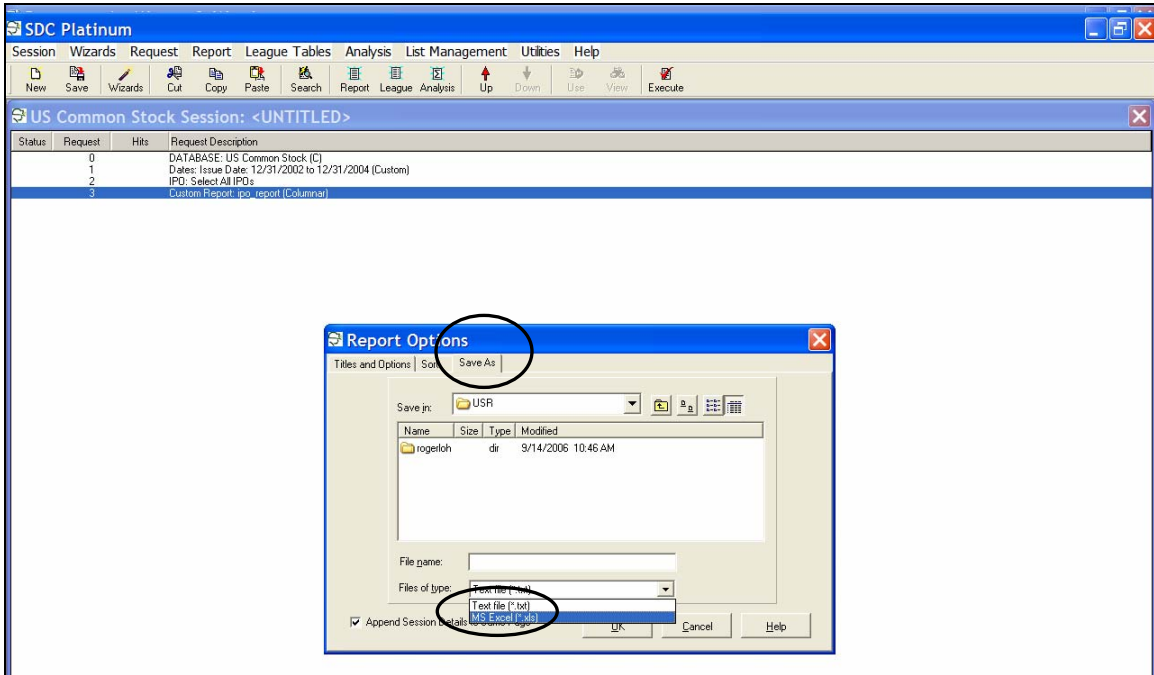 SDC Platinum
Session Wizards Request Report League Tables Analysis List Management Utilities Help
New Save Wizards Cut Copy Paste Search Report League Analysis Up Down Use View Execute
US Common Stock Session: <UNTITLED>
Status Request Hits Request Description
0 DATABASE: US Common Stock (C)
1 Dates: Issue Date: 12/31/2002 to 12/31/2004 (Custom)
2 IPO: Select All IPOs
3 Custom Report: ipo_report (Columnar)
Report Options
Titles and Options Save As
Save in: USR
Name Size Type Modified
rogerloh dir 9/14/2006 10:46 AM
File name:
Files of type: Text file (*.txt)
Text file (*.txt)
MS Excel (*.xls)
Append Session Details Page OK Cancel Help